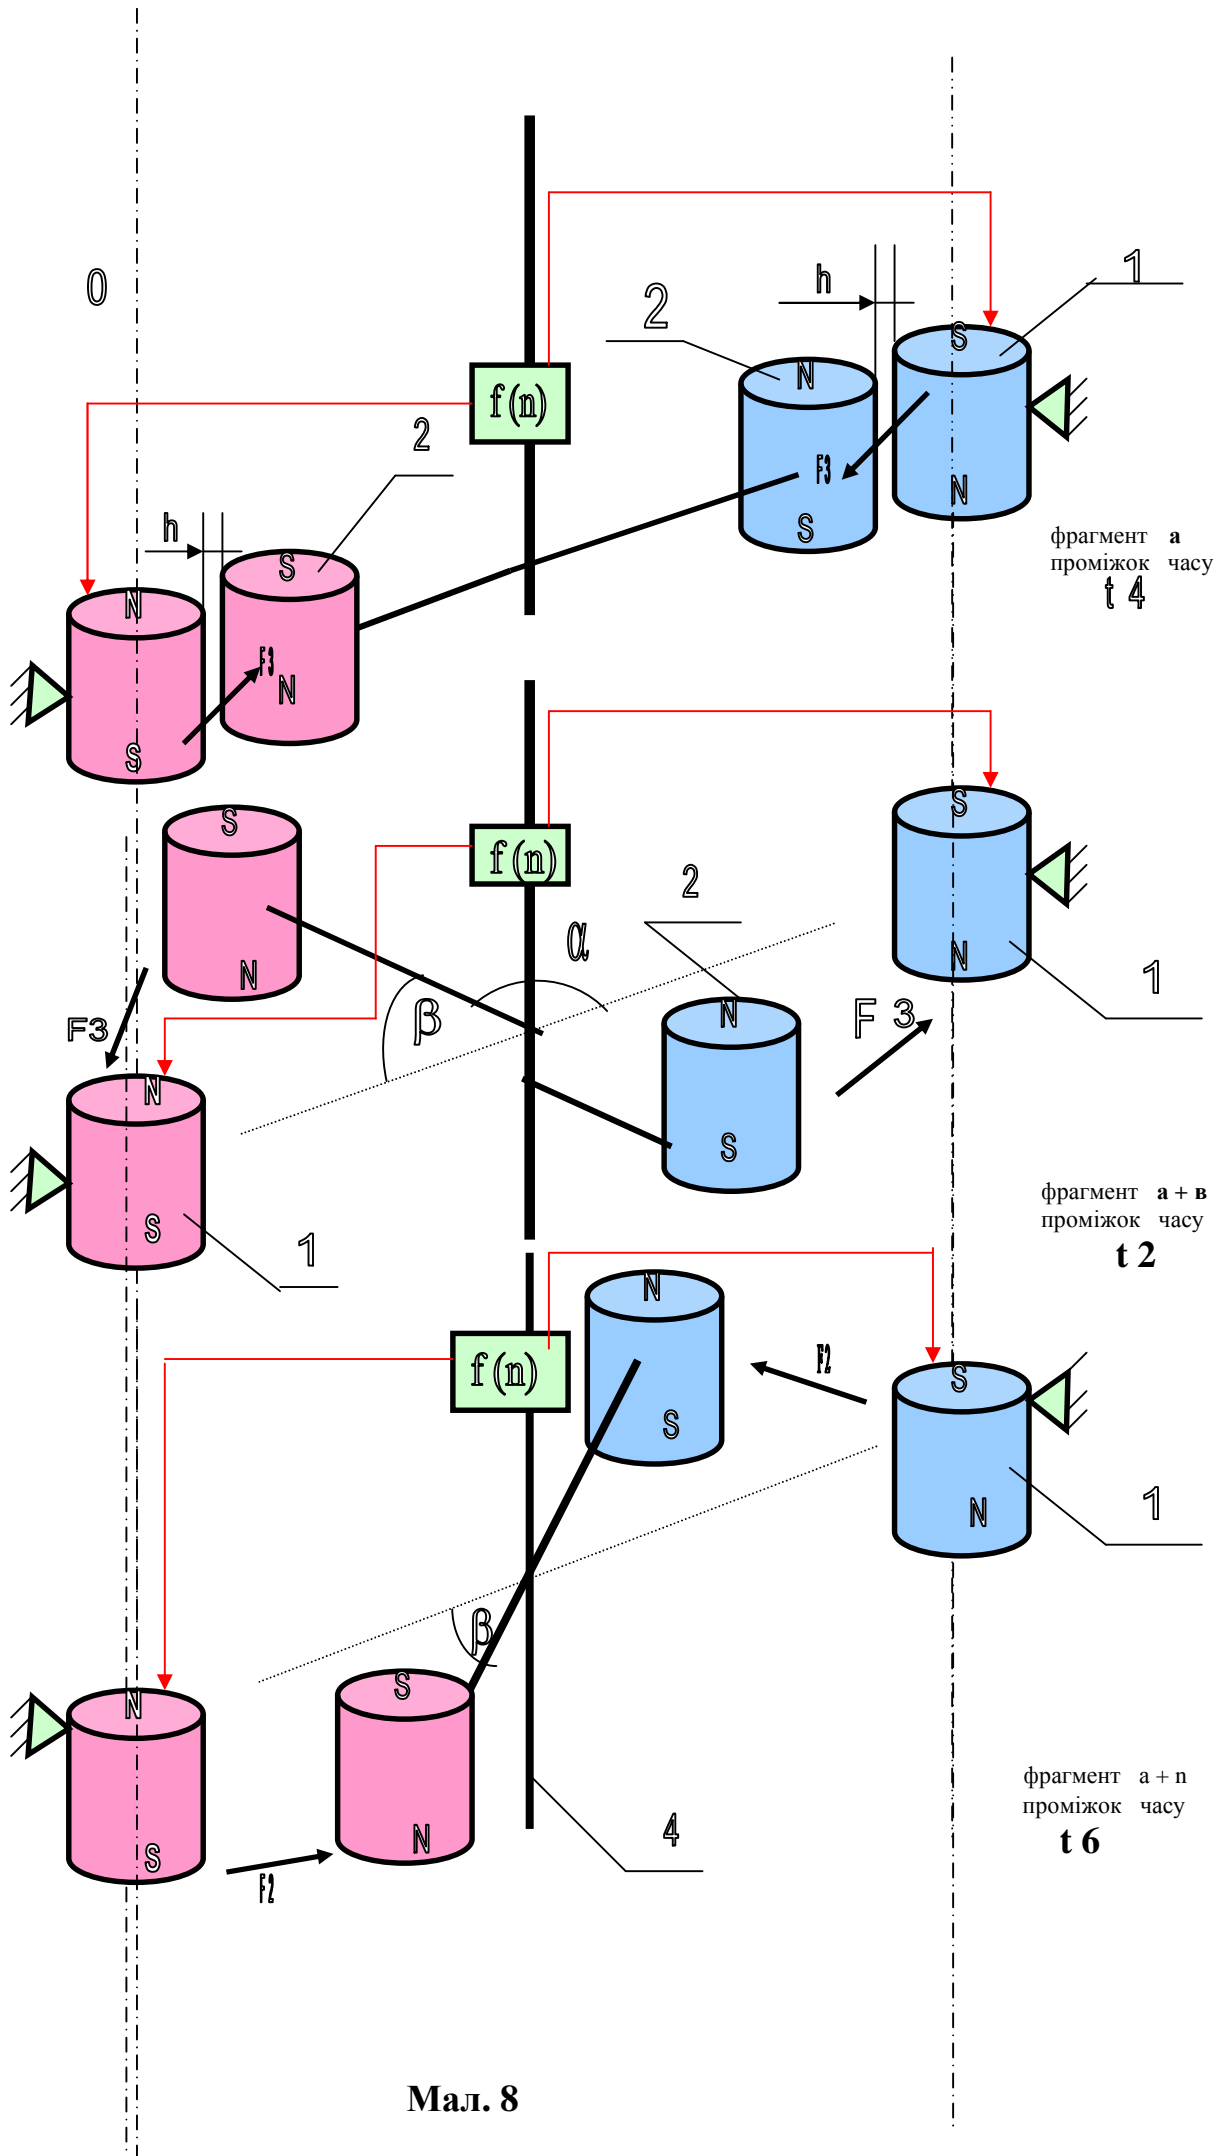 0
h
1
2
S
N
f(n)
2
F3
N
h
S
S
фрагмент а
проміжок часу
t 4
N
F3
N
S
S
S
f(n)
2
α
N
N
β
N
1
F3
F 3
N
S
фрагмент а + в
проміжок часу
t 2
S
1
N
f(n)
F2
S
S
N
1
β
S
N
фрагмент а + n
проміжок часу
t 6
4
N
S
F2
Мал. 8